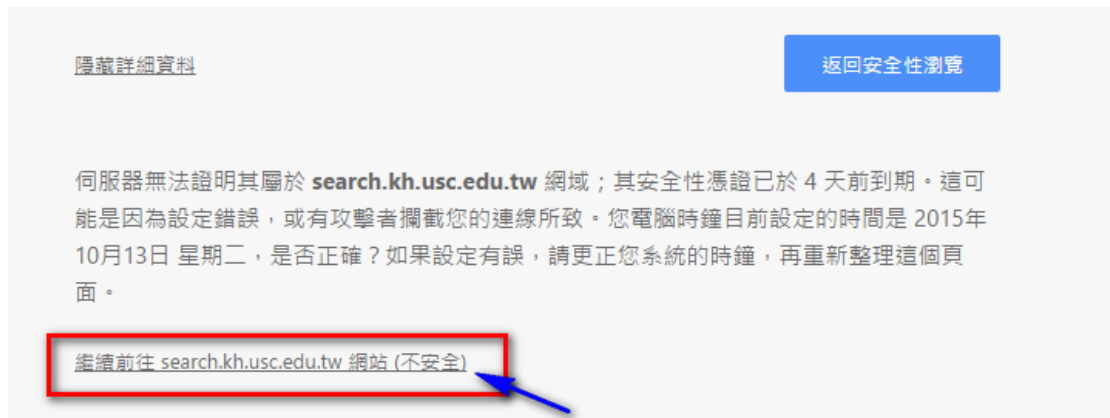 隱藏詳細資料
返回安全性瀏覽
伺服器無法證明其屬於 search.kh.usc.edu.tw 網域；其安全性憑證已於 4 天前到期。這可
能是因為設定錯誤，或有攻擊者攔截您的連線所致。您電腦時鐘目前設定的時間是 2015年
10月13日 星期二，是否正確？如果設定有誤，請更正您系統的時鐘，再重新整理這個頁
面。
繼續前往 search.kh.usc.edu.tw 網站 (不安全)